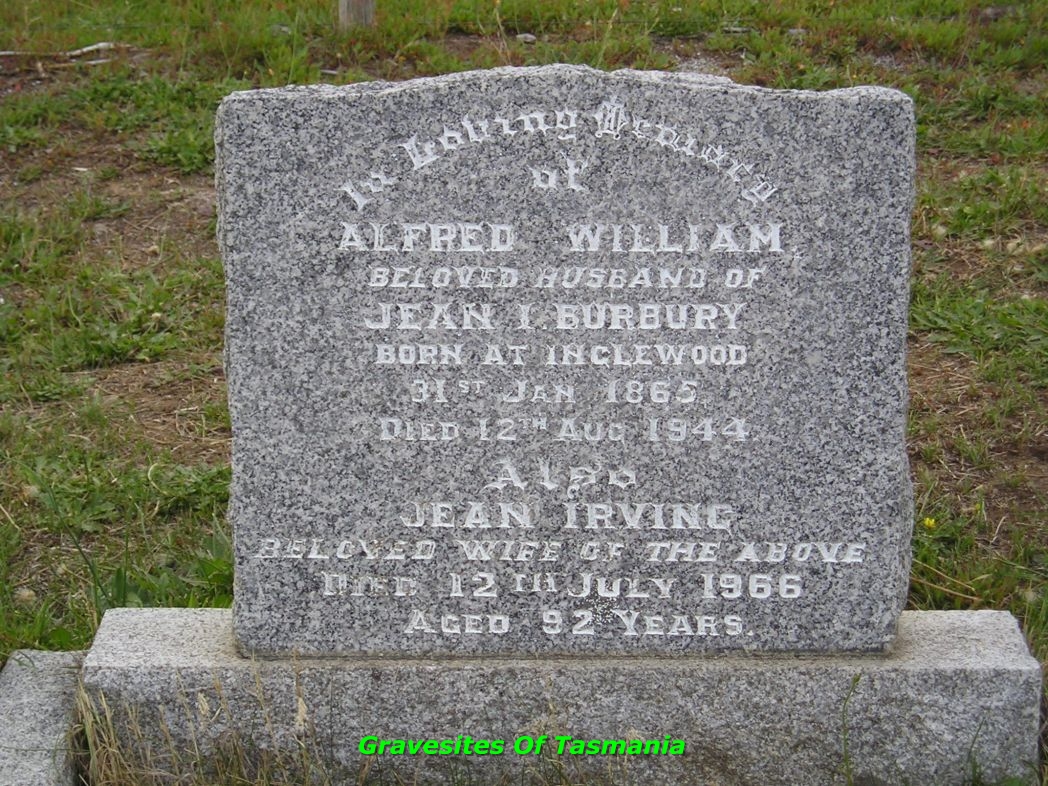 In Loving Memory
of
ALFRED WILLIAM,
BELOVED HUSBAND OF
JEAN I. BURBURY
BORN AT INGLEWOOD
31ST JAN 1865.
DIED 12TH AUG 1944.
Also
JEAN IRVING
BELOVED WIFE OF THE ABOVE
DIED 12TH JULY 1966
AGED 92 YEARS.
Gravesites Of Tasmania